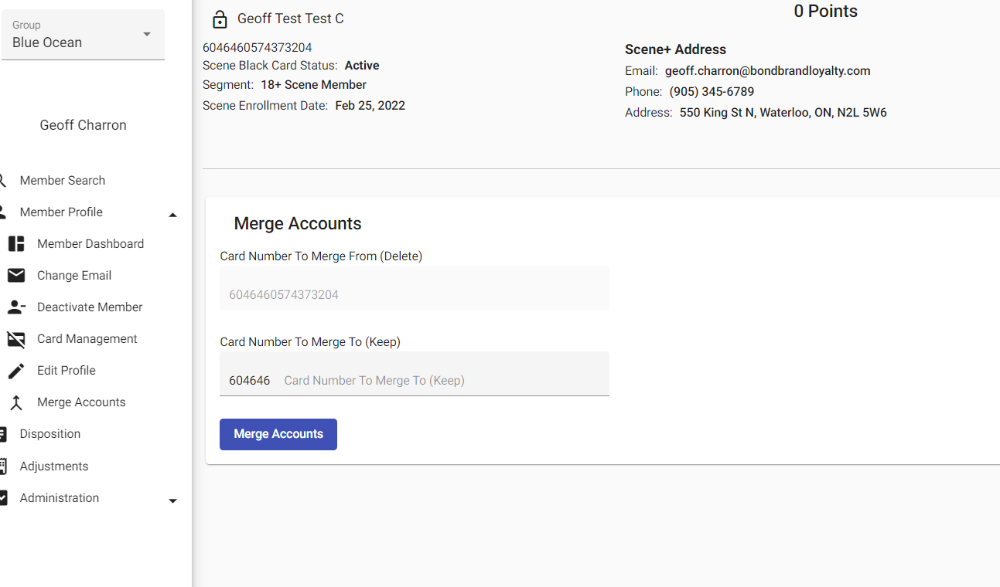 Group
Blue Ocean
Geoff Charron
Member Search
Member Profile
Member Dashboard
Change Email
Deactivate Member
Card Management
Edit Profile
Merge Accounts
Disposition
Adjustments
Administration
Geoff Test Test C
6046460574373204
Scene Black Card Status: Active
Segment: 18+ Scene Member
Scene Enrollment Date: Feb 25, 2022
0 Points
Scene+ Address
Email: geoff.charron@bondbrandloyalty.com
Phone: (905) 345-6789
Address: 550 King St N, Waterloo, ON, N2L 5W6
Merge Accounts
Card Number To Merge From (Delete)
6046460574373204
Card Number To Merge To (Keep)
604646 Card Number To Merge To (Keep)
Merge Accounts